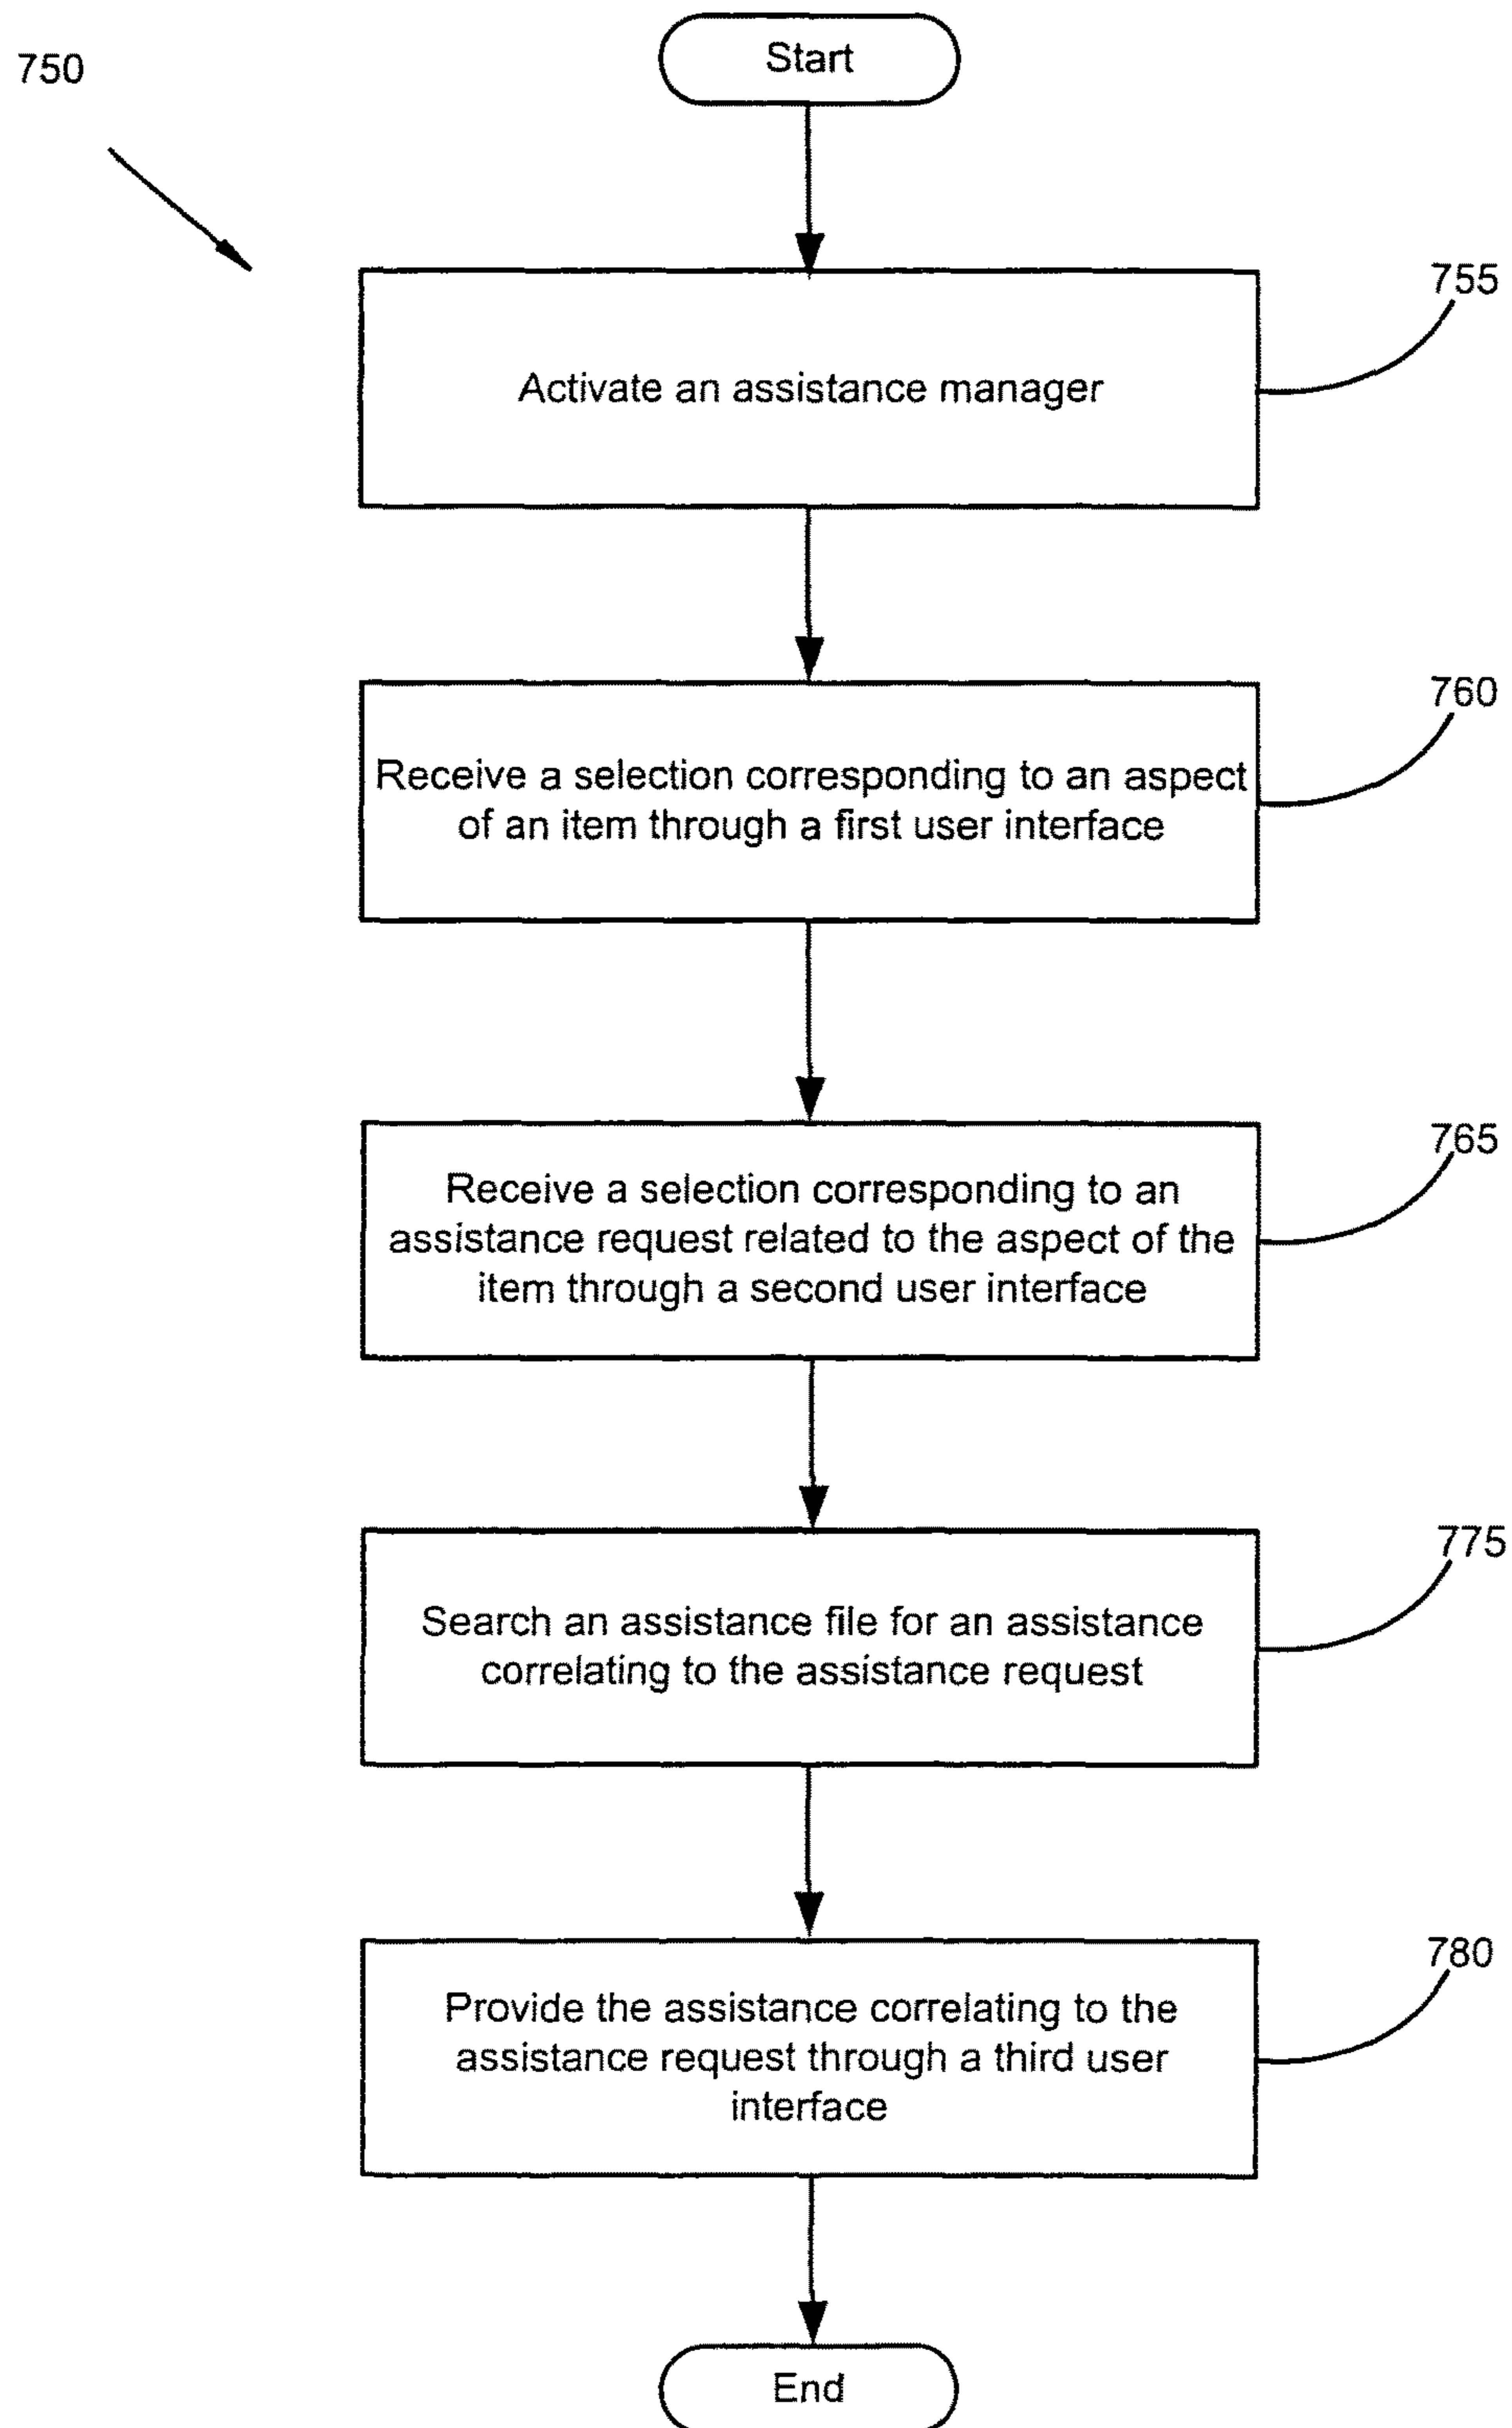 Start
750
755
Activate an assistance manager
760
Receive a selection corresponding to an aspect
of an item through a first user interface
765
Receive a selection corresponding to an
assistance request related to the aspect of the
item through a second user interface
775
Search an assistance file for an assistance
correlating to the assistance request
780
Provide the assistance correlating to the
assistance request through a third user
interface
End